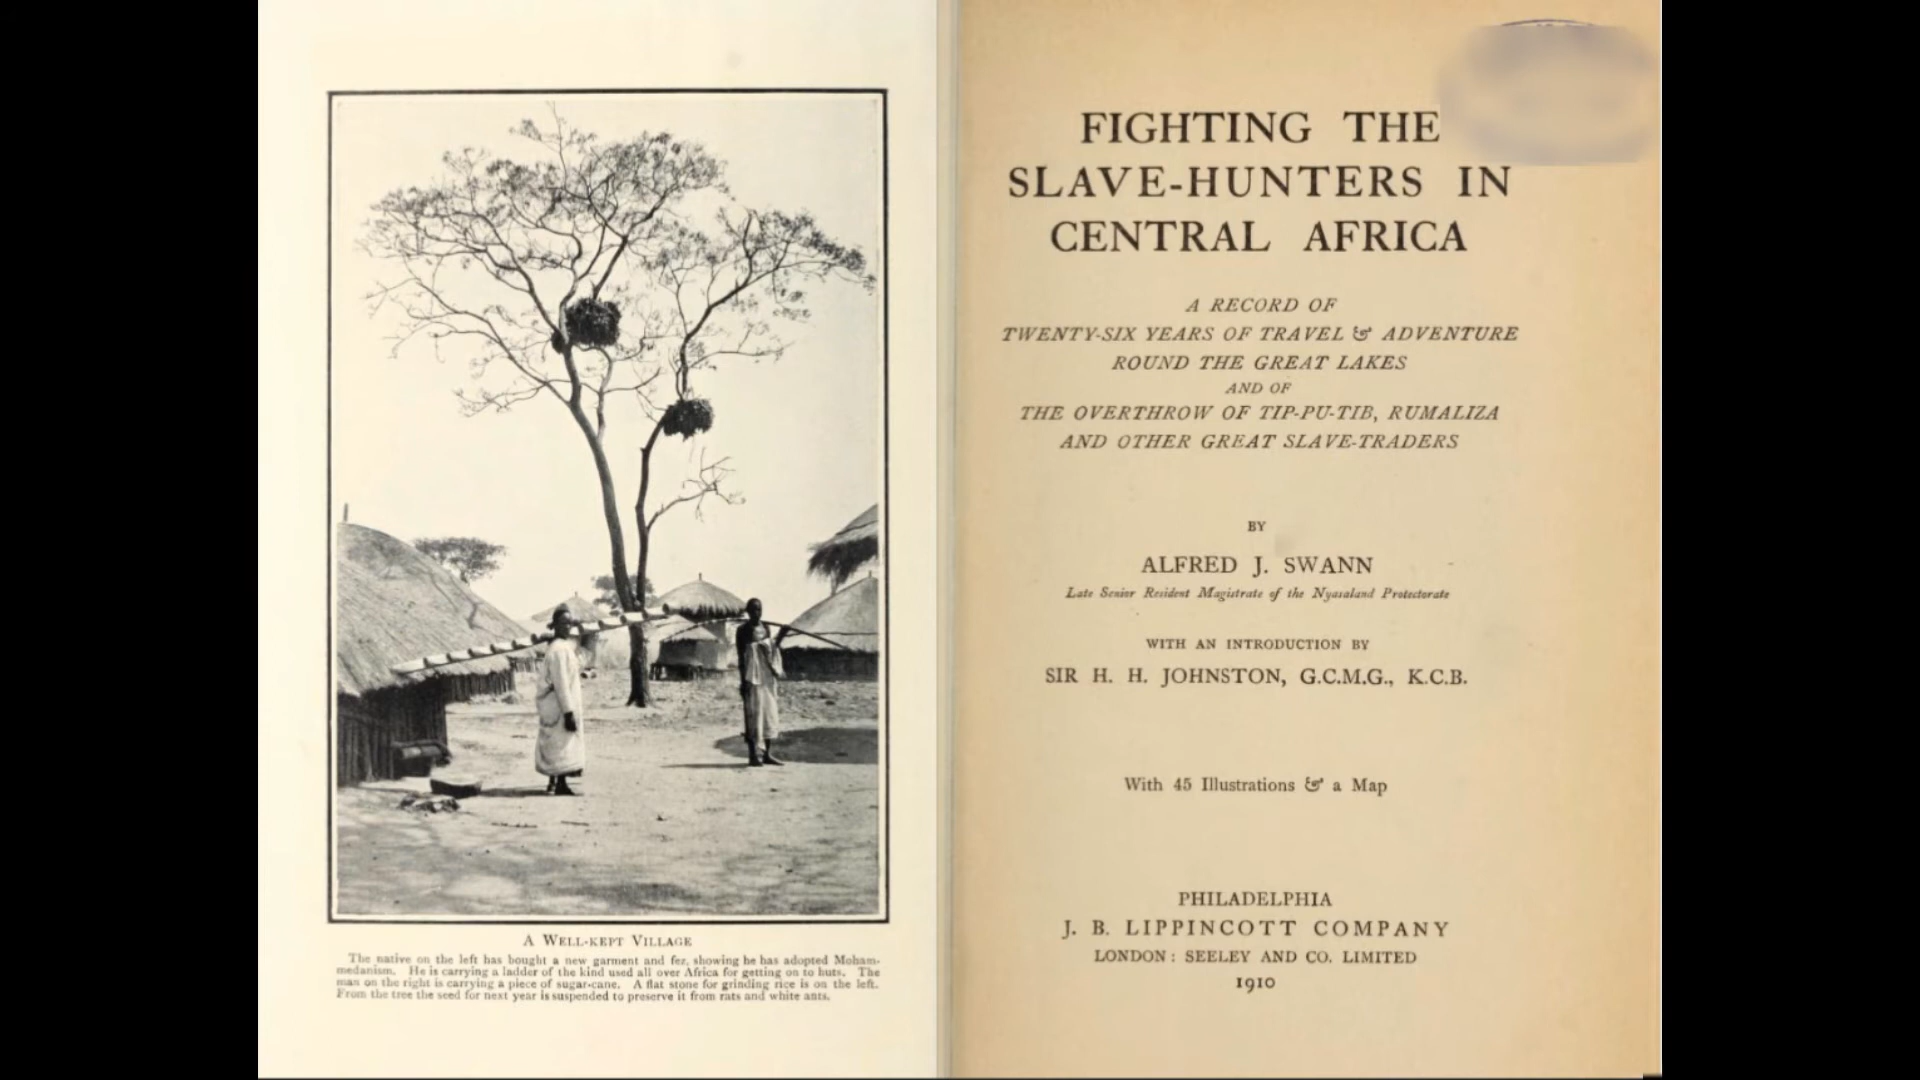 A WELL-KEPT VILLAGE
The native on the left has bought a new garment and fez, showing he has adopted Moham-
medanism. He is carrying a ladder of the kind used all over Africa for getting on to huts. The
man on the right is carrying a piece of sugar-cane. A flat stone for grinding rice is on the left.
From the tree the seed for next year is suspended to preserve it from rats and white ants.
FIGHTING THE
SLAVE-HUNTERS IN
CENTRAL AFRICA
A RECORD OF
TWENTY-SIX YEARS OF TRAVEL & ADVENTURE
ROUND THE GREAT LAKES
AND OF
THE OVERTHROW OF TIP-PU-TIB, RUMALIZA
AND OTHER GREAT SLAVE-TRADERS
BY
ALFRED J. SWANN
Late Senior Resident Magistrate of the Nyasaland Protectorate
WITH AN INTRODUCTION BY
SIR H. H. JOHNSTON, G.C.M.G., K.C.B.
With 45 Illustrations & a Map
PHILADELPHIA
J. B. LIPPINCOTT COMPANY
LONDON: SEELEY AND CO. LIMITED
1910